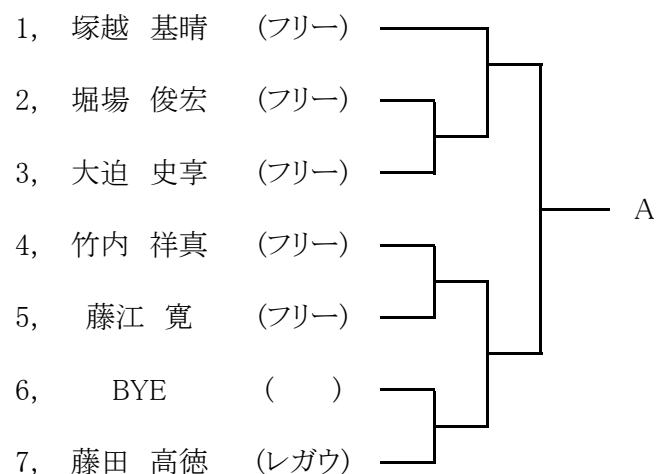 1, 塚越 基晴 (フリー)
2, 堀場 俊宏 (フリー)
3, 大迫 史享 (フリー)
A
4, 竹内 祥真 (フリー)
5, 藤江 寛 (フリー)
6, BYE ( )
7, 藤田 高徳 (レガウ)